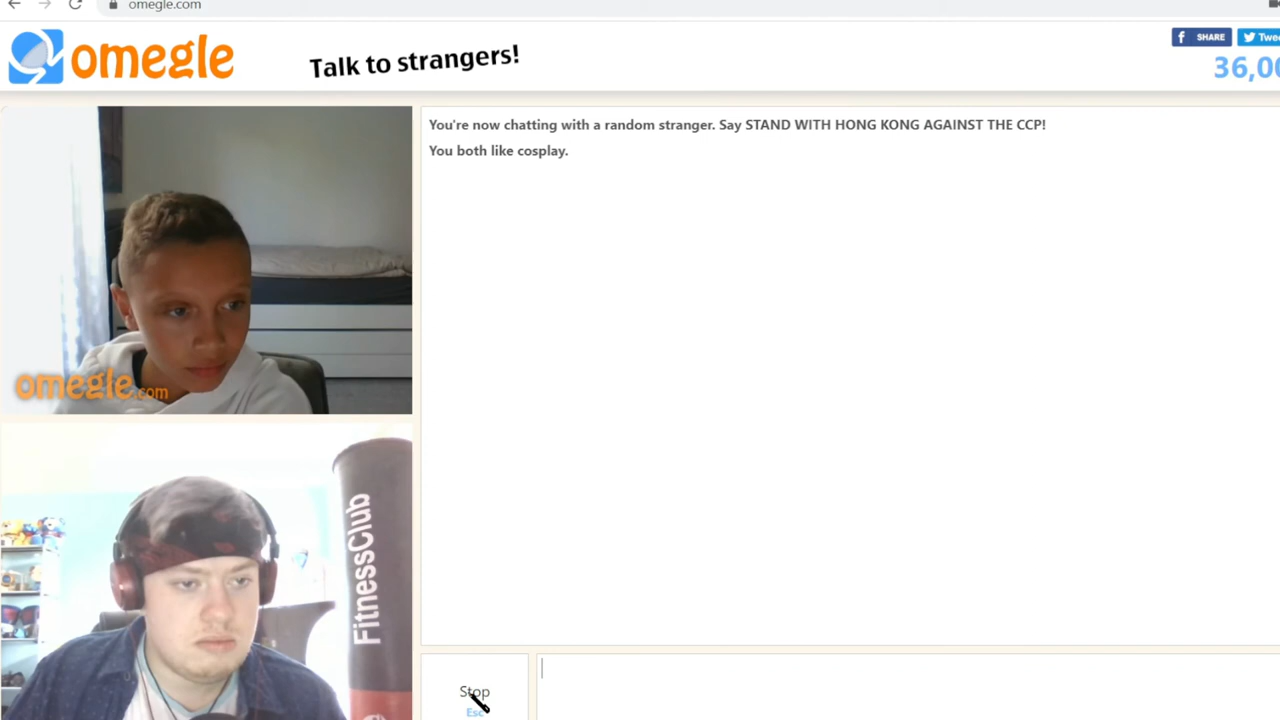 omegle.com
omegle
Talk to strangers!
SHARE
Twee
36,00
You're now chatting with a random stranger. Say STAND WITH HONG KONG AGAINST THE CCP!
You both like cosplay.
omegle.com
FitnessClub
Stop
Esc